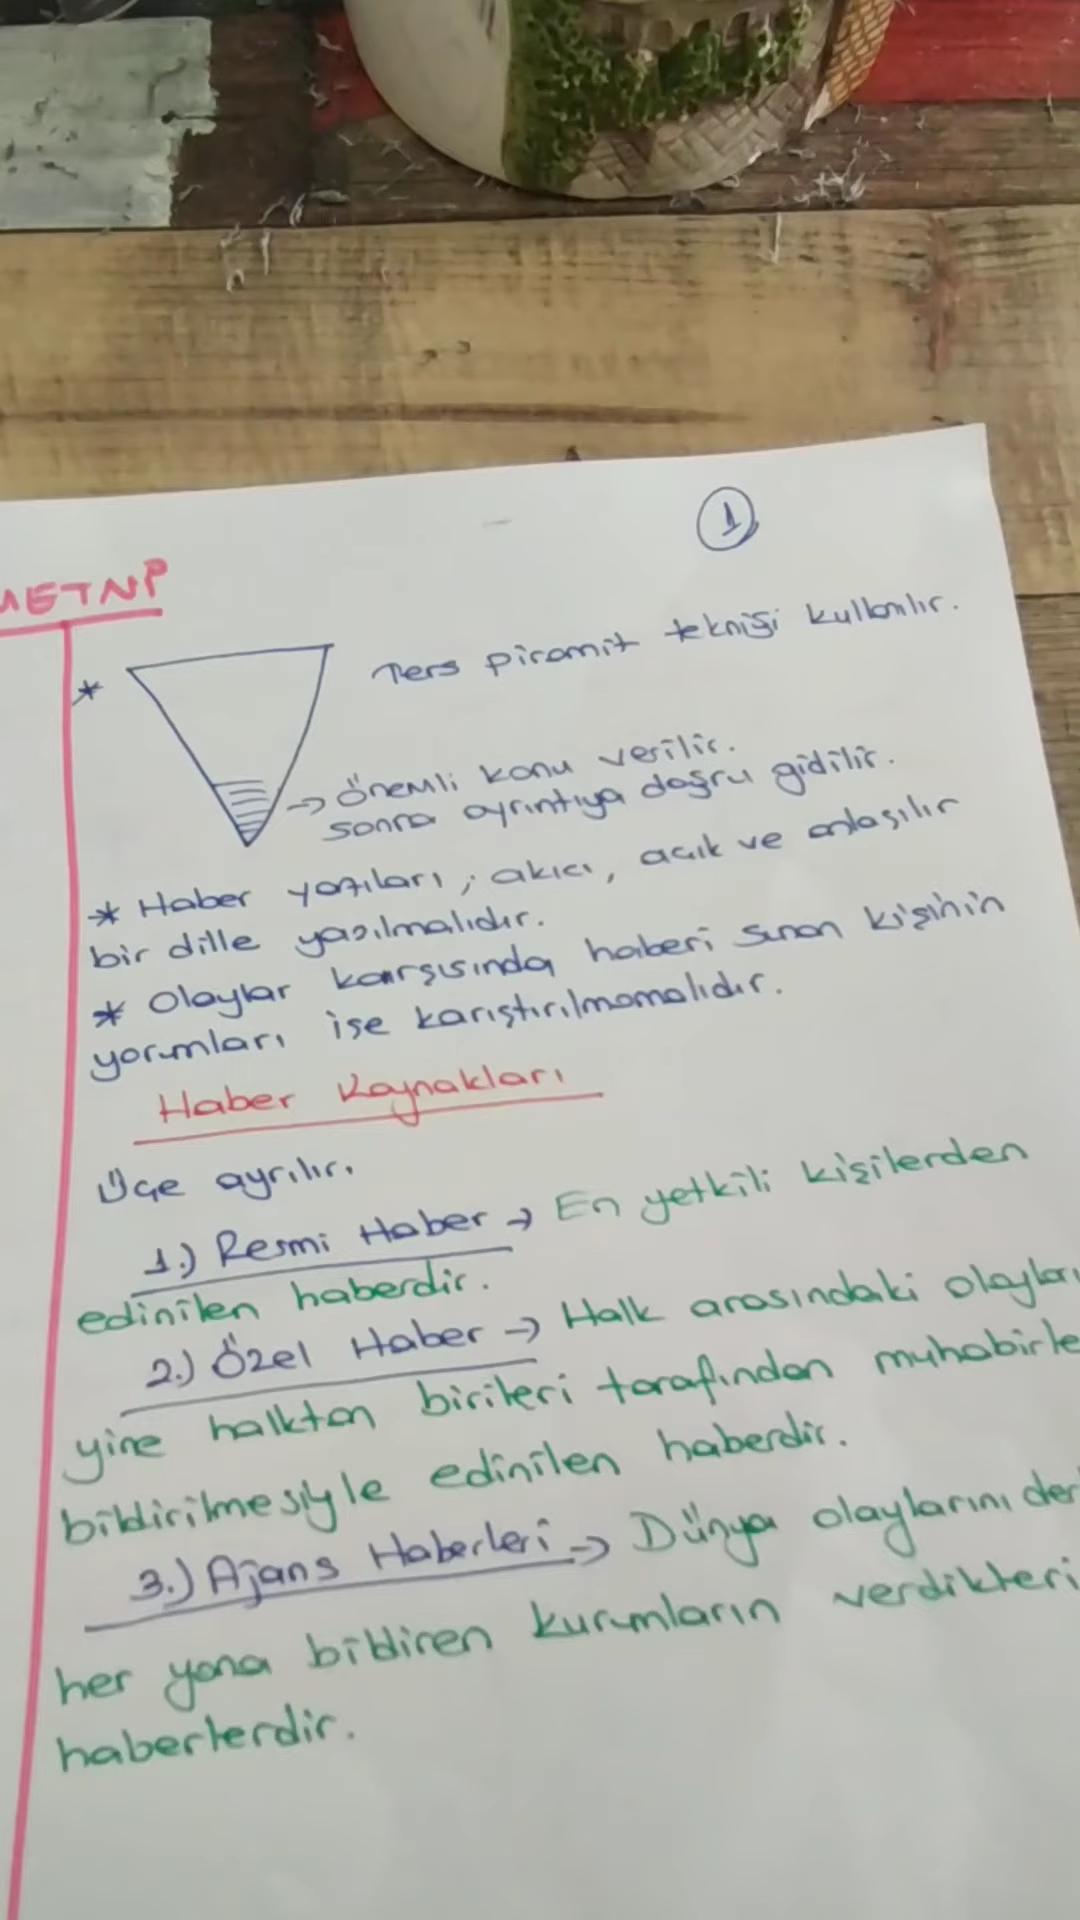 ①
METNİ
* Ters piramit tekniği kullanılır.
→ Önemli konu verilir.
sonra ayrıntıya doğru gidilir.
* Haber yazıları; akıcı, açık ve anlaşılır
bir dille yazılmalıdır.
* Olaylar karşısında haberi sunan kişinin
yorumları işe karıştırılmamalıdır.
Haber Kaynakları
Üçe ayrılır.
1.) Resmi Haber → En yetkili kişilerden
edinilen haberdir.
2.) Özel Haber → Halk arasındaki olayları
yine halktan birileri tarafından muhabirle
bildirilmesiyle edinilen haberdir.
3.) Ajans Haberleri → Dünya olaylarını der
her yana bildiren kurumların verdikleri
haberlerdir.